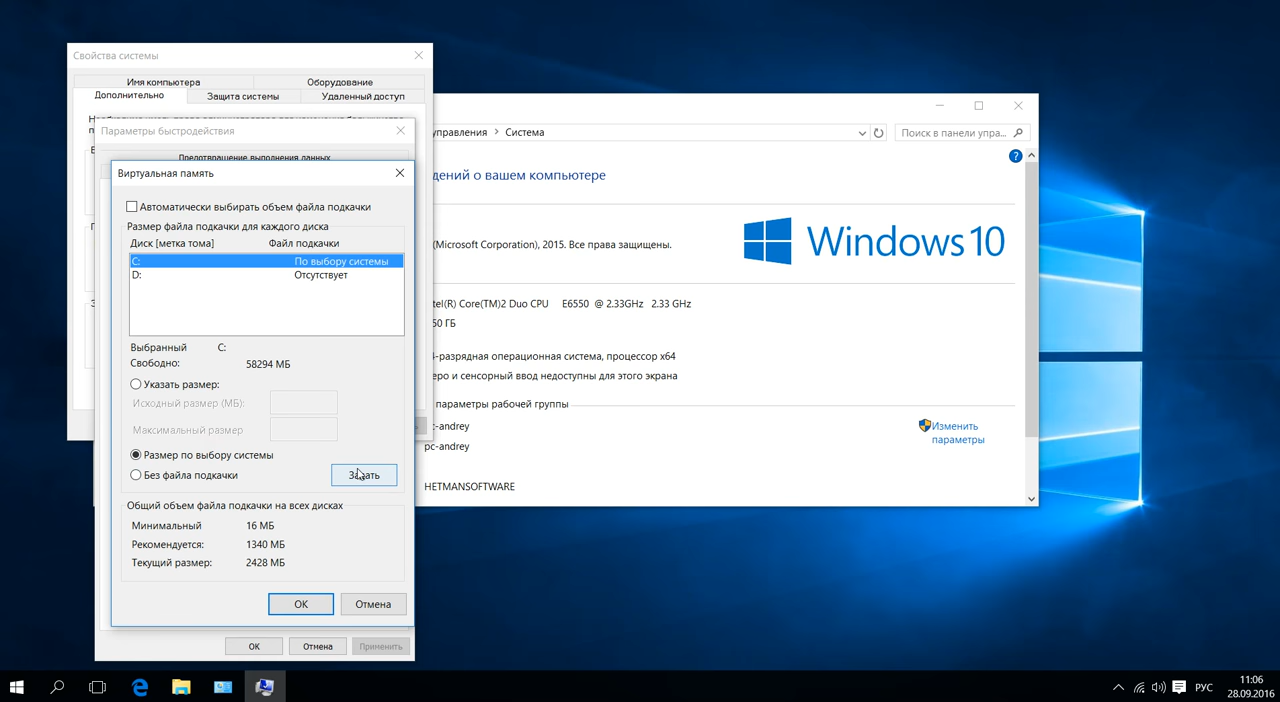 Свойства системы
Имя компьютера
Оборудование
Дополнительно
Защита системы
Удаленный доступ
Параметры быстродействия
Предотвращение выполнения данных
Виртуальная память
Автоматически выбирать объем файла подкачки
Размер файла подкачки для каждого диска
Диск [метка тома] Файл подкачки
C: По выбору системы
D: Отсутствует
Выбранный C:
Свободно: 58294 МБ
Указать размер:
Исходный размер (МБ):
Максимальный размер
Размер по выбору системы
Без файла подкачки
Задать
Общий объем файла подкачки на всех дисках
Минимальный 16 МБ
Рекомендуется: 1340 МБ
Текущий размер: 2428 МБ
ОК
Отмена
ОК
Отмена
Применить
управления > Система
Поиск в панели упра...
?
дений о вашем компьютере
(Microsoft Corporation), 2015. Все права защищены.
Windows 10
tel(R) Core(TM)2 Duo CPU E6550 @ 2.33GHz 2.33 GHz
50 ГБ
-разрядная операционная система, процессор x64
еро и сенсорный ввод недоступны для этого экрана
параметры рабочей группы
-andrey
pc-andrey
Изменить
параметры
HETMANSOFTWARE
РУС
11:06
28.09.2016